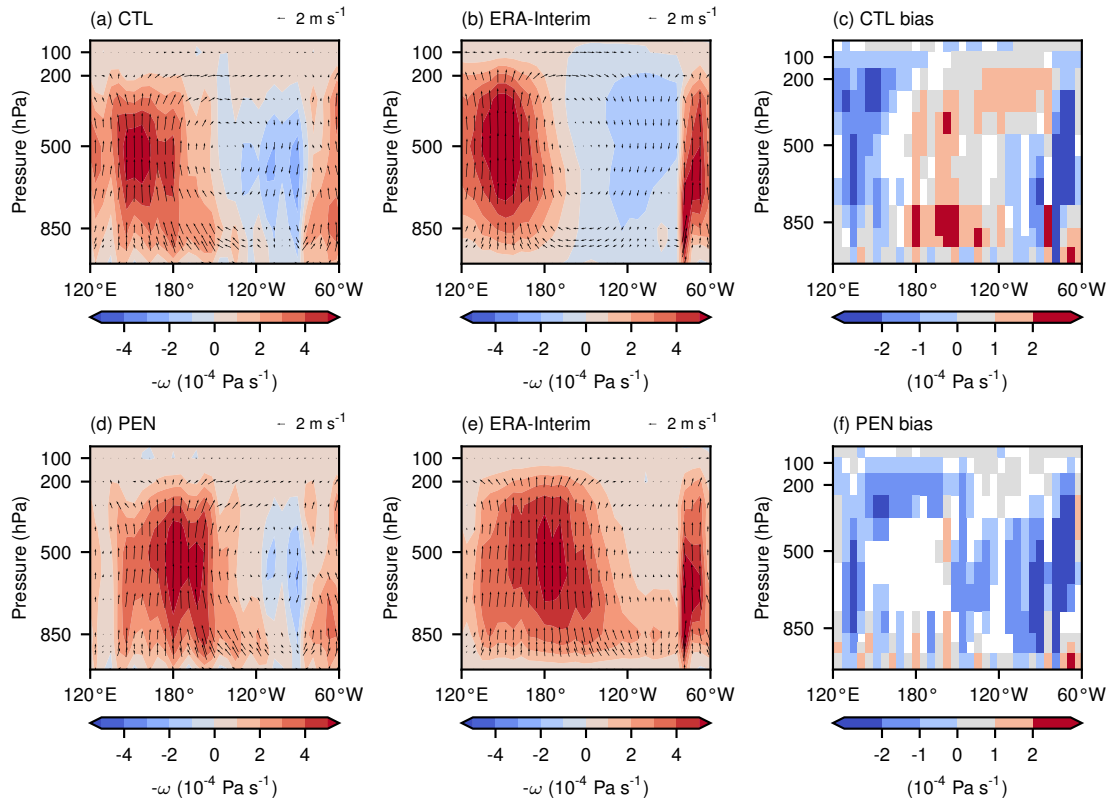 (a) CTL
2 m s⁻¹
(b) ERA-Interim
2 m s⁻¹
(c) CTL bias
Pressure (hPa)
100
200
500
850
120°E 180° 120°W 60°W
Pressure (hPa)
100
200
500
850
120°E 180° 120°W 60°W
Pressure (hPa)
100
200
500
850
120°E 180° 120°W 60°W
-4 -2 0 2 4
-ω (10⁻⁴ Pa s⁻¹)
-4 -2 0 2 4
-ω (10⁻⁴ Pa s⁻¹)
-2 -1 0 1 2
(10⁻⁴ Pa s⁻¹)
(d) PEN
2 m s⁻¹
(e) ERA-Interim
2 m s⁻¹
(f) PEN bias
Pressure (hPa)
100
200
500
850
120°E 180° 120°W 60°W
Pressure (hPa)
100
200
500
850
120°E 180° 120°W 60°W
Pressure (hPa)
100
200
500
850
120°E 180° 120°W 60°W
-4 -2 0 2 4
-ω (10⁻⁴ Pa s⁻¹)
-4 -2 0 2 4
-ω (10⁻⁴ Pa s⁻¹)
-2 -1 0 1 2
(10⁻⁴ Pa s⁻¹)